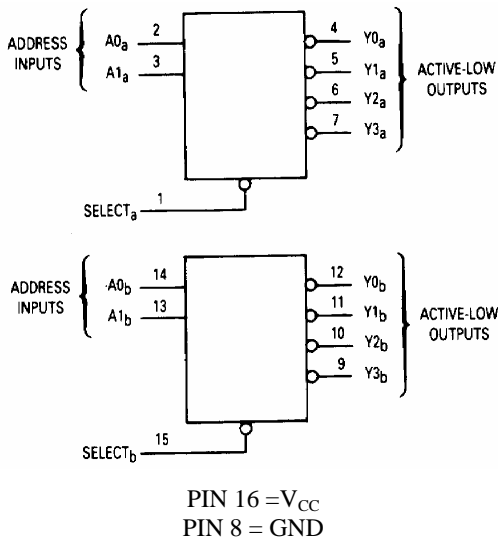 ADDRESS
INPUTS
A0a
2
A1a
3
4
Y0a
5
Y1a
6
Y2a
7
Y3a
ACTIVE-LOW
OUTPUTS
SELECTa
1
ADDRESS
INPUTS
A0b
14
A1b
13
12
Y0b
11
Y1b
10
Y2b
9
Y3b
ACTIVE-LOW
OUTPUTS
SELECTb
15
PIN 16 =VCC
PIN 8 = GND